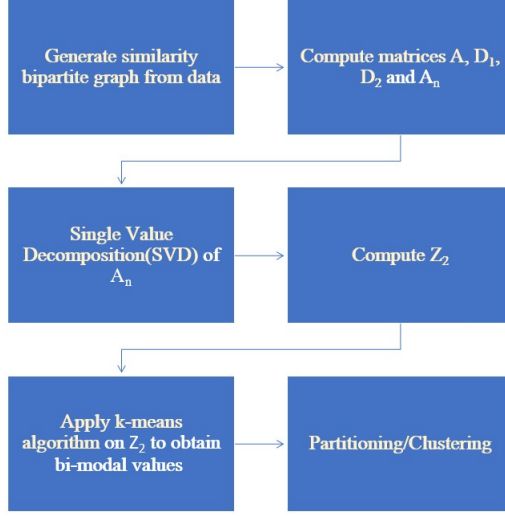 Generate similarity
bipartite graph from data
Compute matrices A, D₁,
D₂ and Aₙ
Single Value
Decomposition(SVD) of
Aₙ
Compute Z₂
Apply k-means
algorithm on Z₂ to obtain
bi-modal values
Partitioning/Clustering